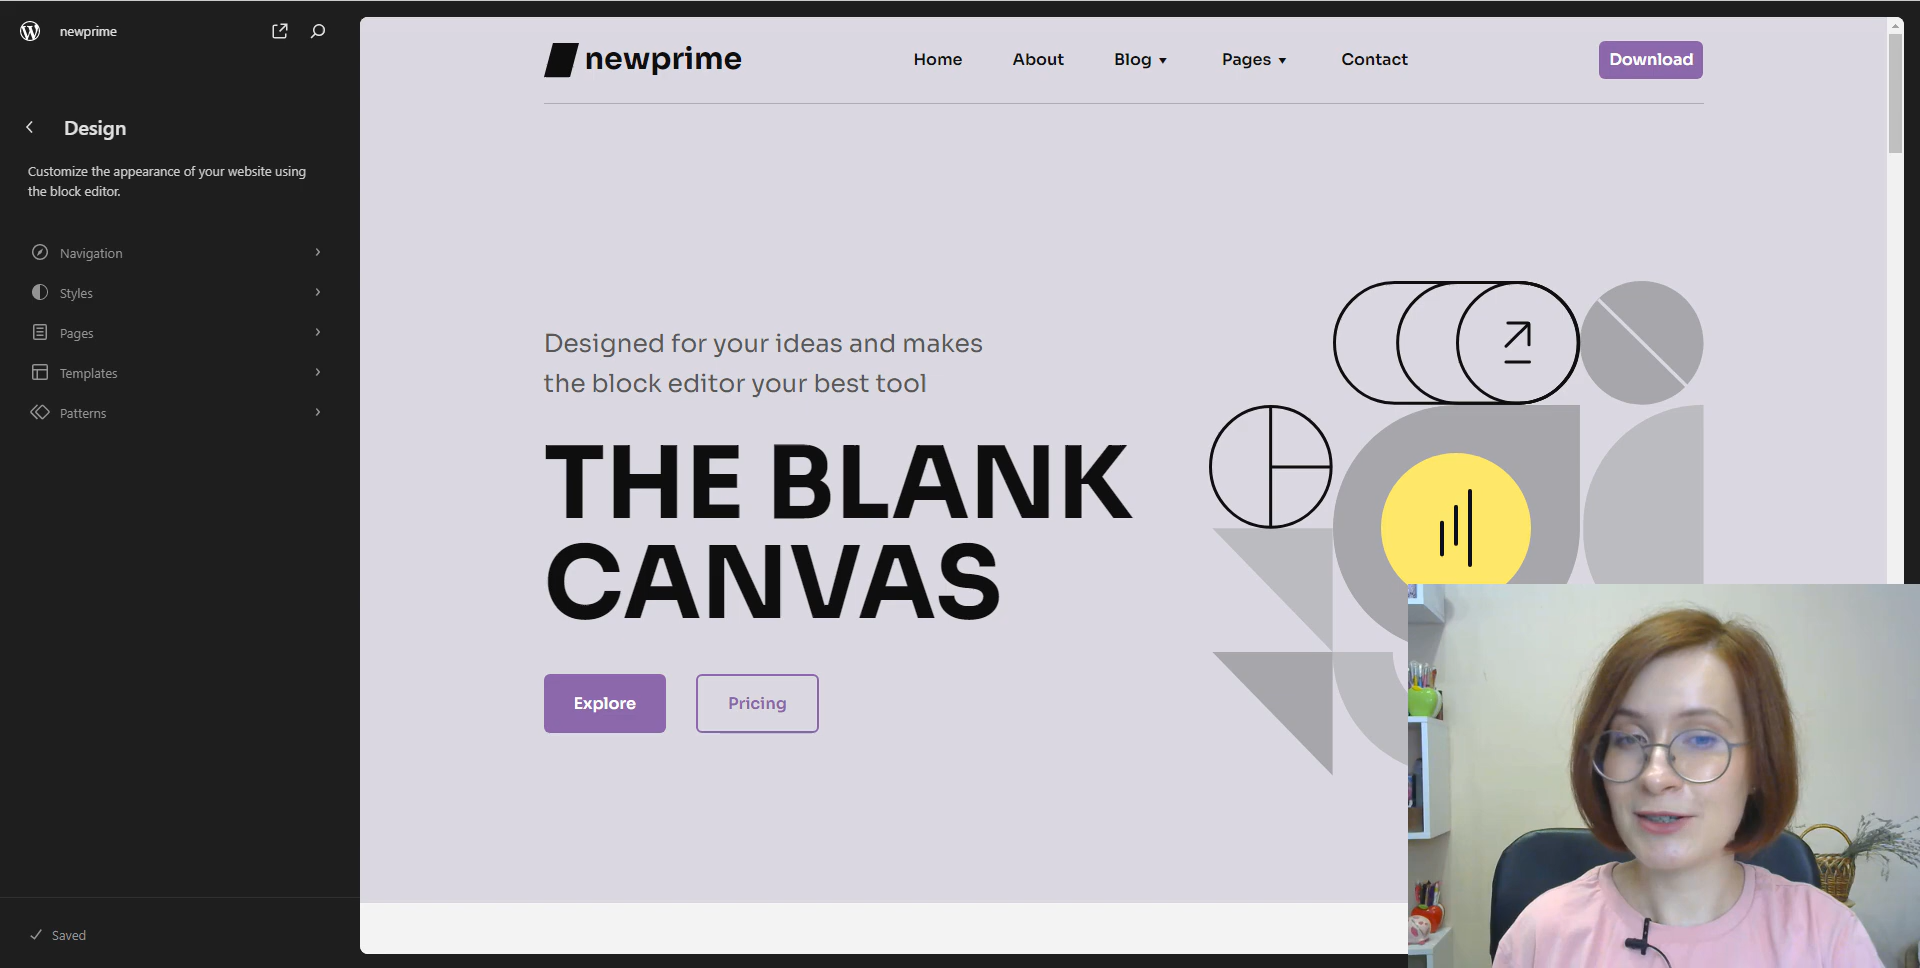 newprime
Design
Customize the appearance of your website using
the block editor.
Navigation
Styles
Pages
Templates
Patterns
Saved
newprime
Home
About
Blog
Pages
Contact
Download
Designed for your ideas and makes
the block editor your best tool
THE BLANK
CANVAS
Explore
Pricing